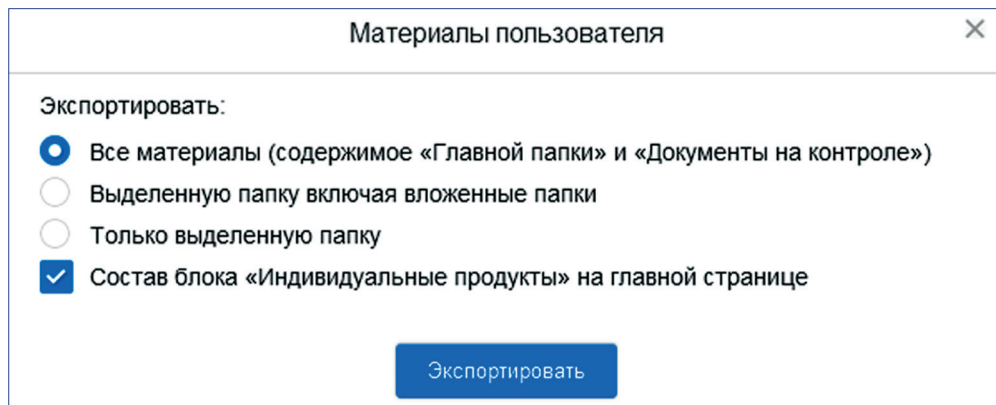 Материалы пользователя
Экспортировать:
Все материалы (содержимое «Главной папки» и «Документы на контроле»)
Выделенную папку включая вложенные папки
Только выделенную папку
Состав блока «Индивидуальные продукты» на главной странице
Экспортировать